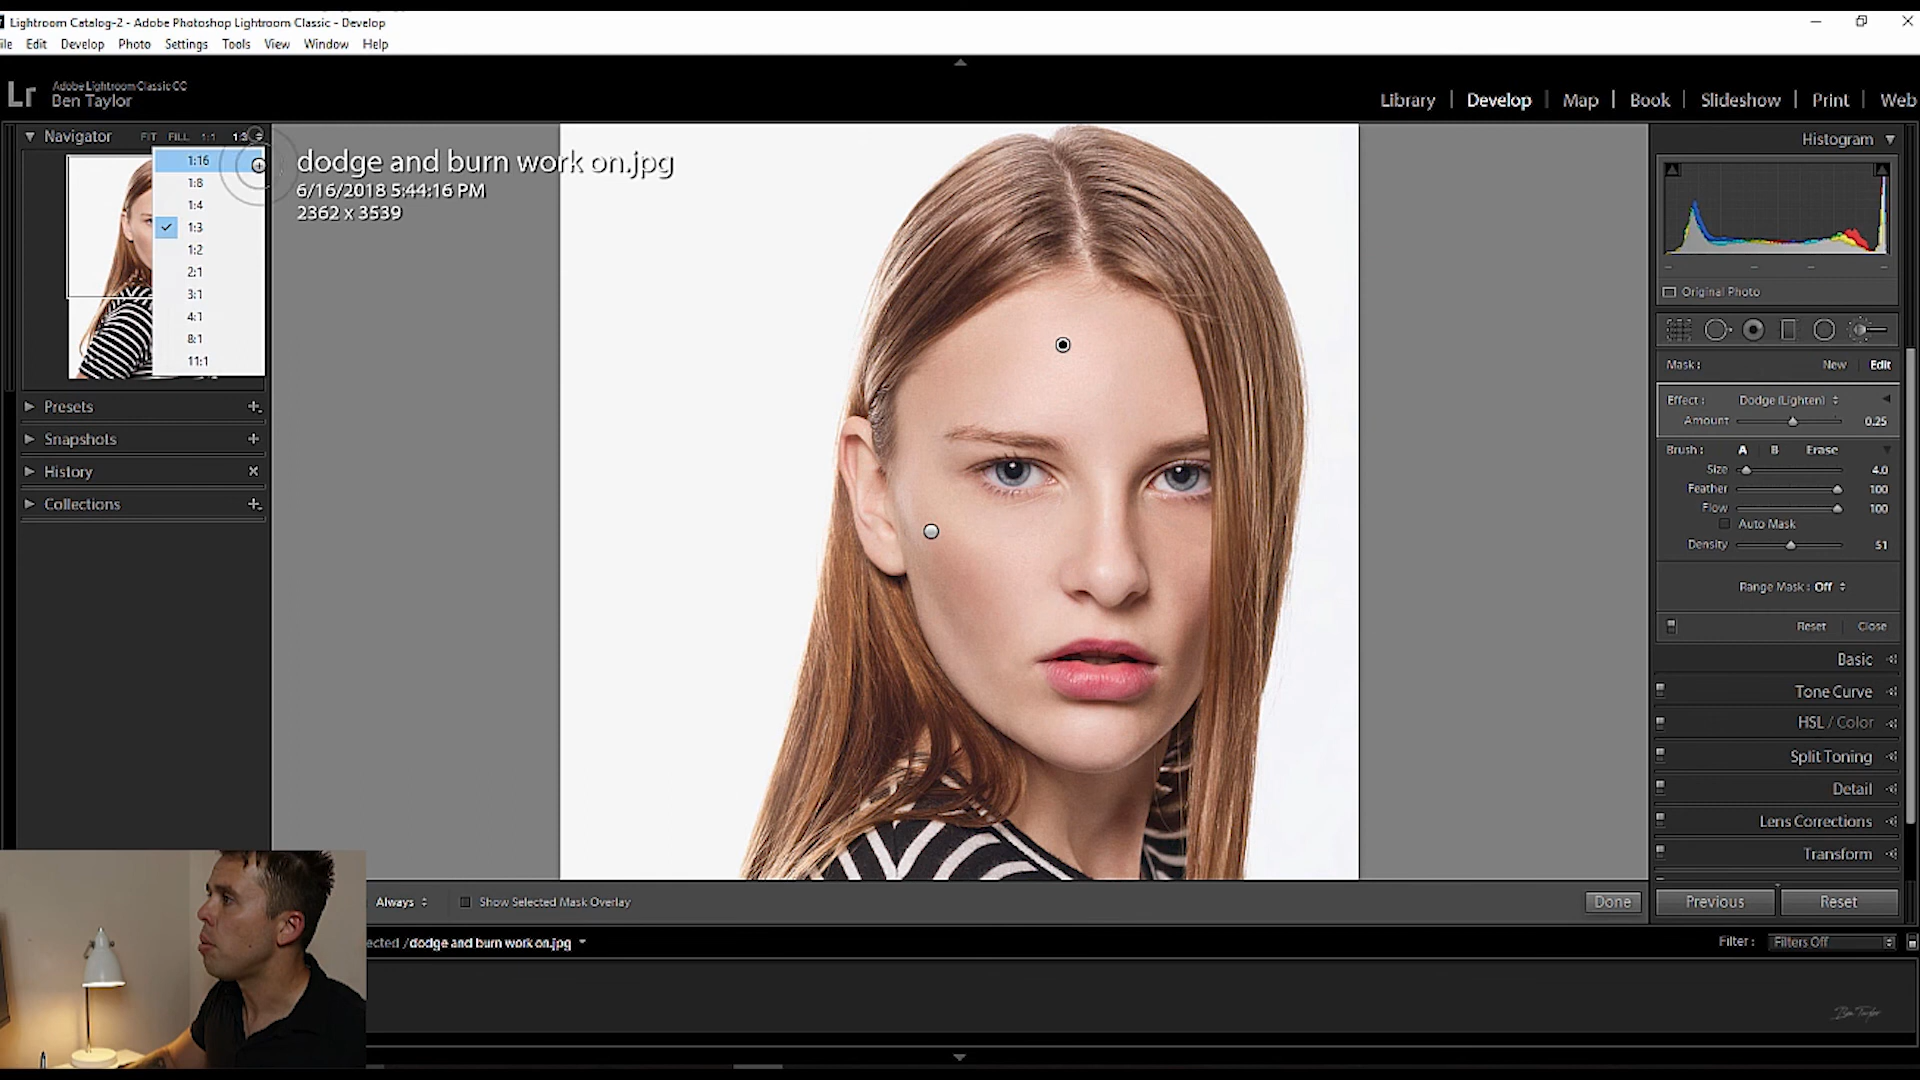 Lightroom Catalog-2 - Adobe Photoshop Lightroom Classic - Develop
ile Edit Develop Photo Settings Tools View Window Help
Lr
Adobe Lightroom Classic CC
Ben Taylor
Library Develop Map Book Slideshow Print Web
Navigator FIT FILL 1:1 1:3
1:16
1:8
1:4
1:3
1:2
2:1
3:1
4:1
8:1
11:1
Presets
Snapshots
History
Collections
dodge and burn work on.jpg
6/16/2018 5:44:16 PM
2362 x 3539
Histogram
Original Photo
Mask: New Edit
Effect: Dodge (Lighten)
Amount 0.25
Brush: A B Erase
Size 4.0
Feather 100
Flow 100
Auto Mask
Density 51
Range Mask: Off
Reset Close
Basic
Tone Curve
HSL / Color
Split Toning
Detail
Lens Corrections
Transform
Always Show Selected Mask Overlay Done
Previous Reset
ected / dodge and burn work on.jpg
Filter: Filters Off
Ben Taylor